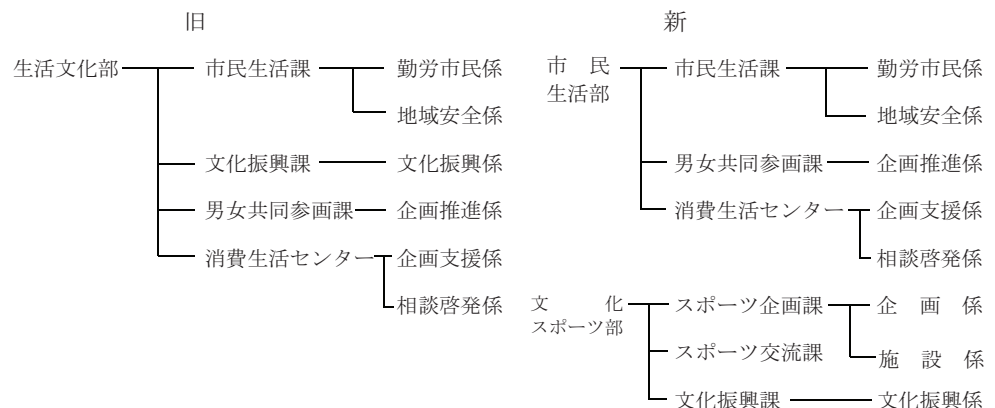 旧 新
生活文化部 市民生活課 勤労市民係 市民 市民生活課 勤労市民係
生活部
地域安全係 地域安全係
文化振興課 文化振興係 男女共同参画課 企画推進係
男女共同参画課 企画推進係 消費生活センター 企画支援係
消費生活センター 企画支援係 相談啓発係
相談啓発係 文化 スポーツ企画課 企画係
スポーツ部
スポーツ交流課 施設係
文化振興課 文化振興係